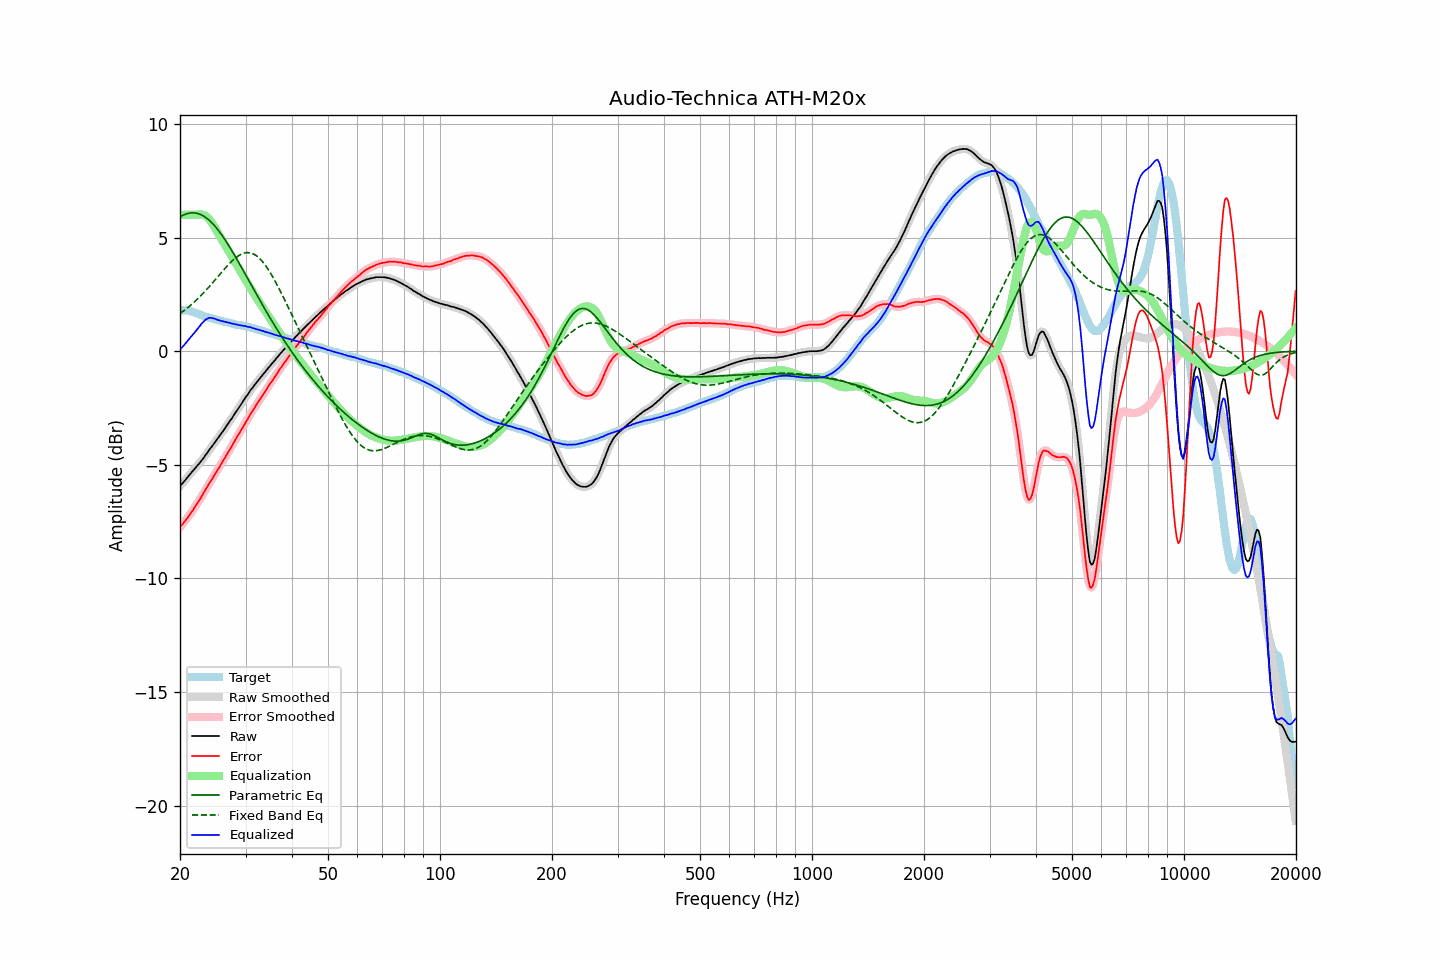 Audio-Technica ATH-M20x
Amplitude (dBr)
10
5
0
−5
−10
−15
−20
Target
Raw Smoothed
Error Smoothed
Raw
Error
Equalization
Parametric Eq
Fixed Band Eq
Equalized
20 50 100 200 500 1000 2000 5000 10000 20000
Frequency (Hz)